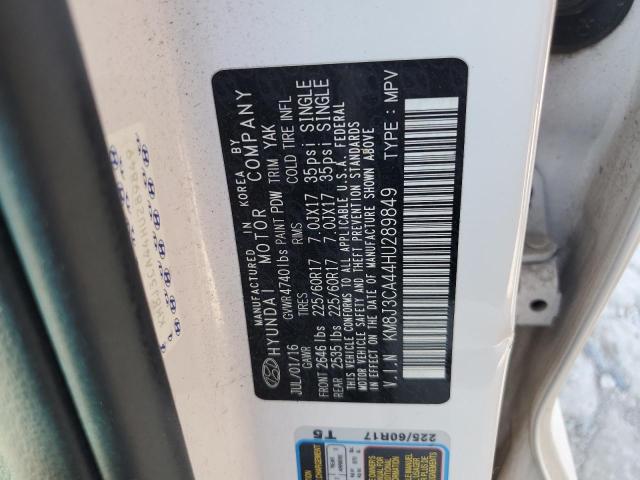 MANUFACTURED IN KOREA BY
HYUNDAI MOTOR COMPANY
JUL/01/16 GVWR 4740lbs PAINT PDW TRIM YAK
GAWR TIRES RIMS COLD TIRE INFL
FRONT 2646 lbs 225/60R17 7.0JX17 35psi SINGLE
REAR 2535 lbs 225/60R17 7.0JX17 35psi SINGLE
THIS VEHICLE CONFORMS TO ALL APPLICABLE U.S.A. FEDERAL
MOTOR VEHICLE SAFETY, BUMPER, AND THEFT PREVENTION STANDARDS
IN EFFECT ON THE DATE OF MANUFACTURE SHOWN ABOVE.
V.I.N KM8J3CA44HU289849 TYPE : MPV
225/60R17
T5